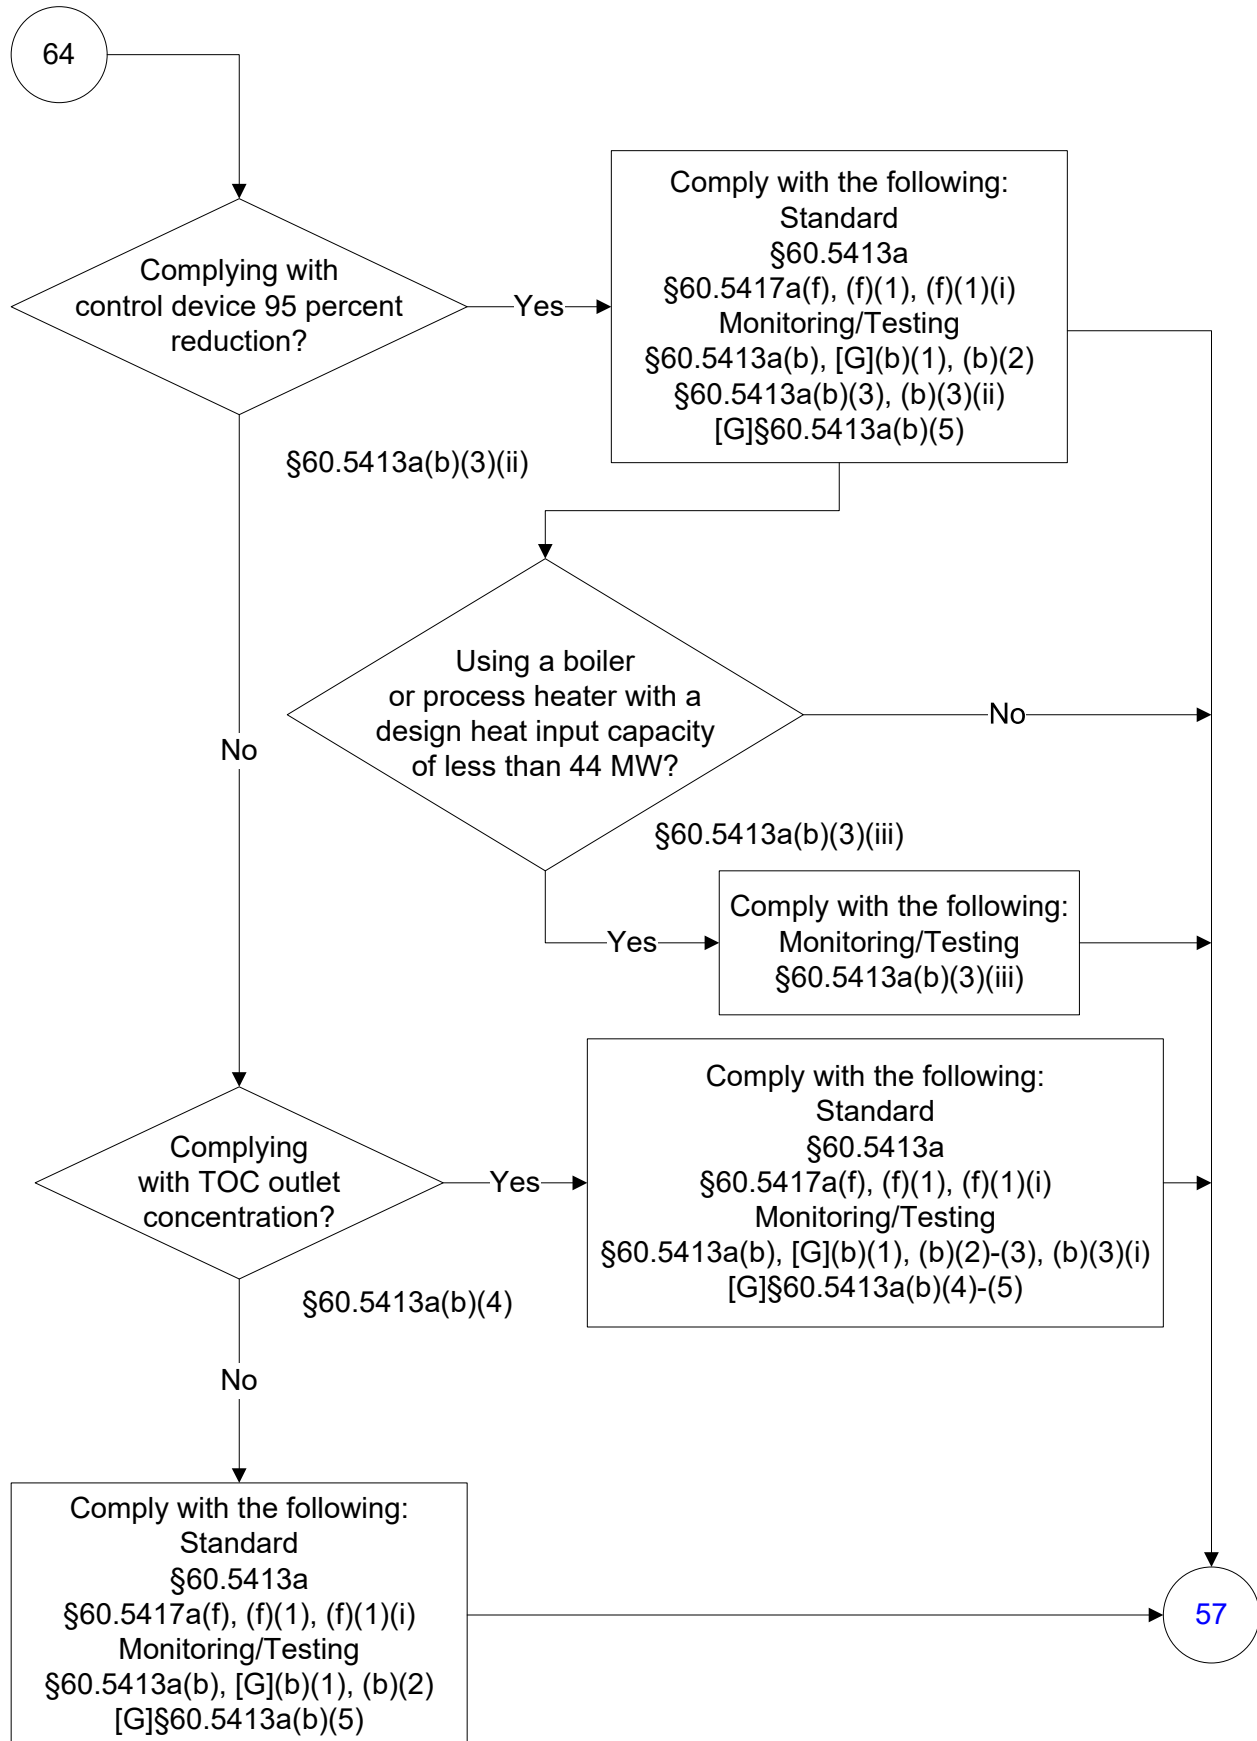 64
Complying with
control device 95 percent
reduction?
Yes
Comply with the following:
Standard
§60.5413a
§60.5417a(f), (f)(1), (f)(1)(i)
Monitoring/Testing
§60.5413a(b), [G](b)(1), (b)(2)
§60.5413a(b)(3), (b)(3)(ii)
[G]§60.5413a(b)(5)
§60.5413a(b)(3)(ii)
Using a boiler
or process heater with a
design heat input capacity
of less than 44 MW?
No
No
§60.5413a(b)(3)(iii)
Yes
Comply with the following:
Monitoring/Testing
§60.5413a(b)(3)(iii)
Complying
with TOC outlet
concentration?
Yes
Comply with the following:
Standard
§60.5413a
§60.5417a(f), (f)(1), (f)(1)(i)
Monitoring/Testing
§60.5413a(b), [G](b)(1), (b)(2)-(3), (b)(3)(i)
[G]§60.5413a(b)(4)-(5)
§60.5413a(b)(4)
No
Comply with the following:
Standard
§60.5413a
§60.5417a(f), (f)(1), (f)(1)(i)
Monitoring/Testing
§60.5413a(b), [G](b)(1), (b)(2)
[G]§60.5413a(b)(5)
57